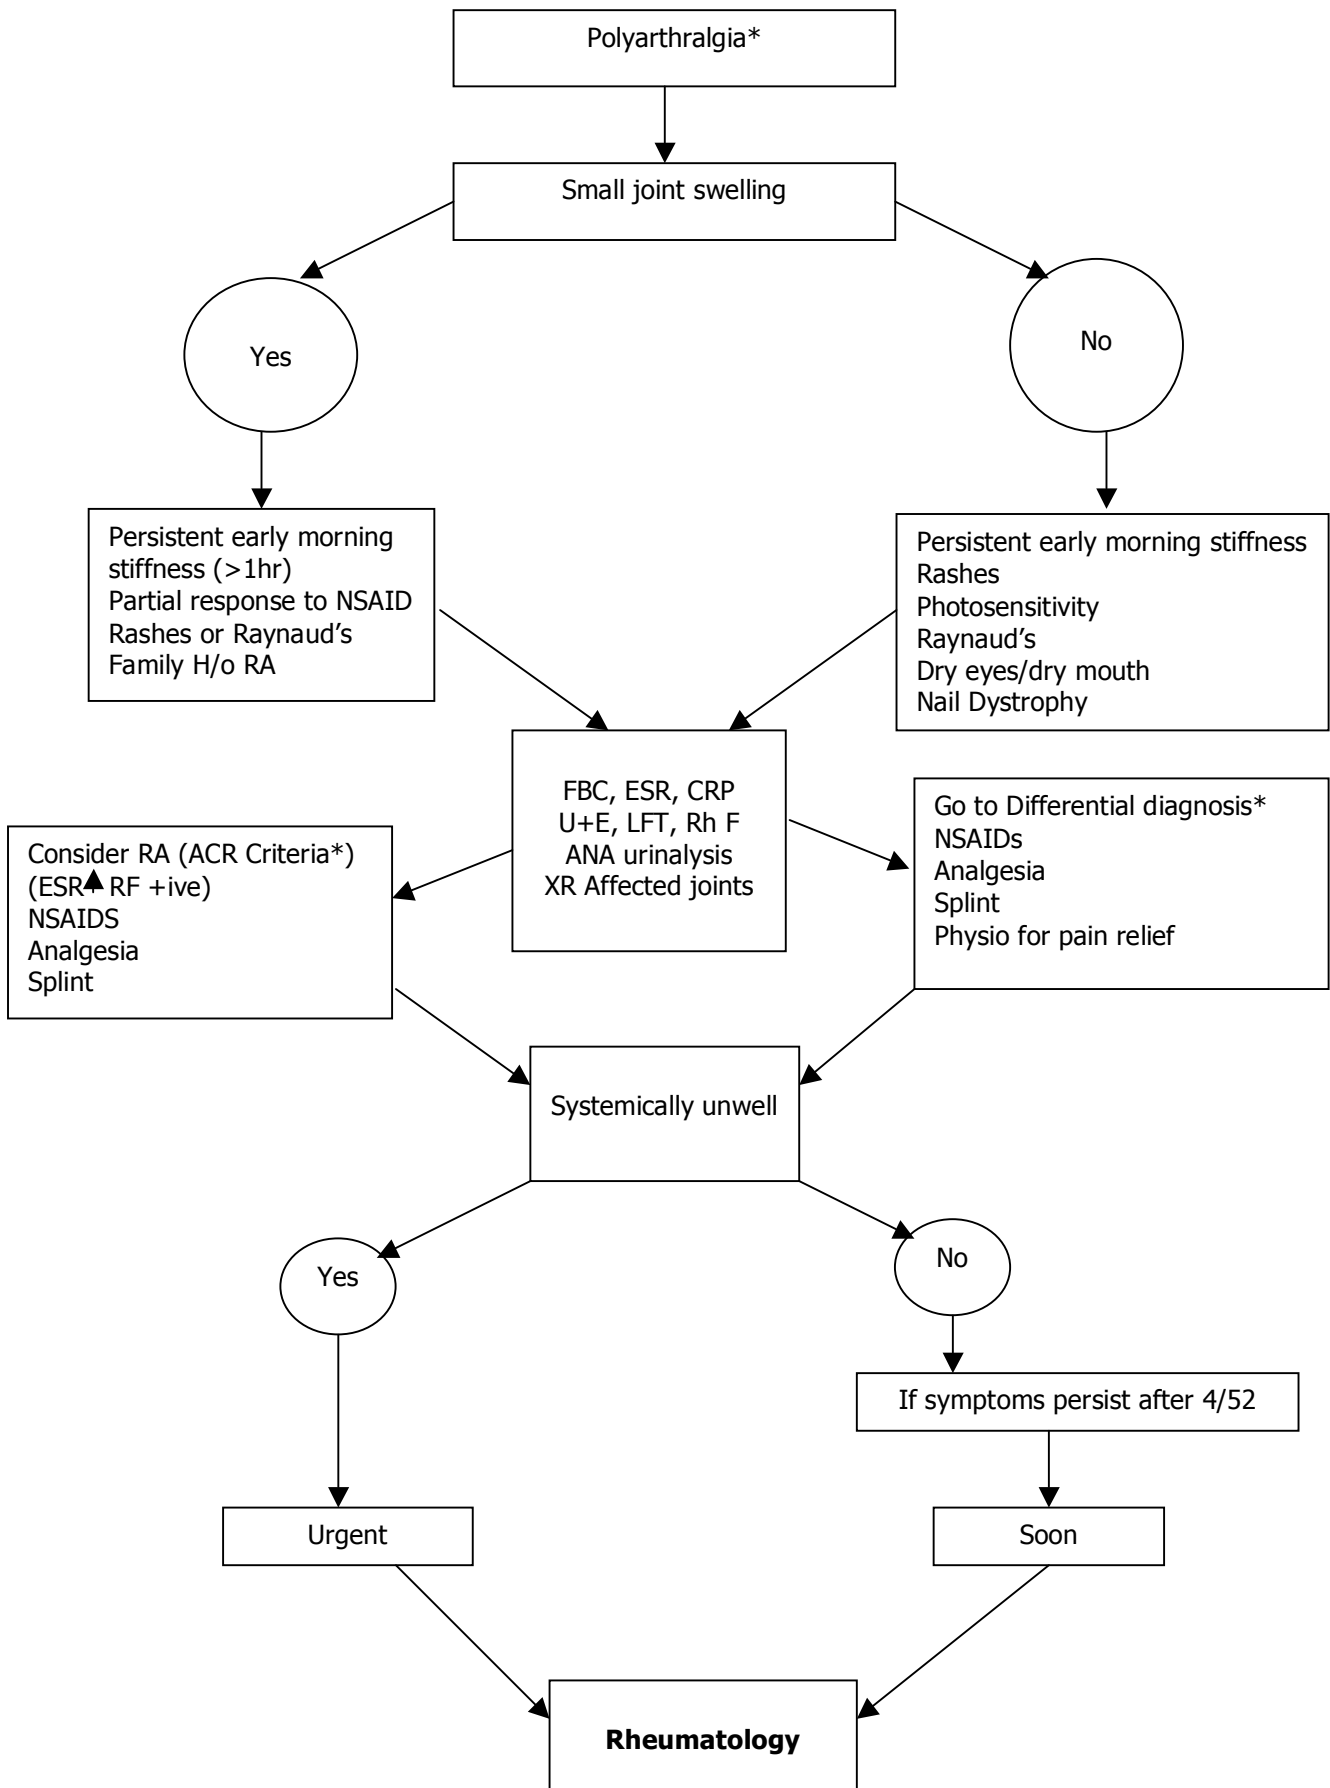 Polyarthralgia*
Small joint swelling
Yes
No
Persistent early morning
stiffness (>1hr)
Partial response to NSAID
Rashes or Raynaud’s
Family H/o RA
Persistent early morning stiffness
Rashes
Photosensitivity
Raynaud’s
Dry eyes/dry mouth
Nail Dystrophy
FBC, ESR, CRP
U+E, LFT, Rh F
ANA urinalysis
XR Affected joints
Consider RA (ACR Criteria*)
(ESR RF +ive)
NSAIDS
Analgesia
Splint
Go to Differential diagnosis*
NSAIDs
Analgesia
Splint
Physio for pain relief
Systemically unwell
Yes
No
If symptoms persist after 4/52
Urgent
Soon
Rheumatology